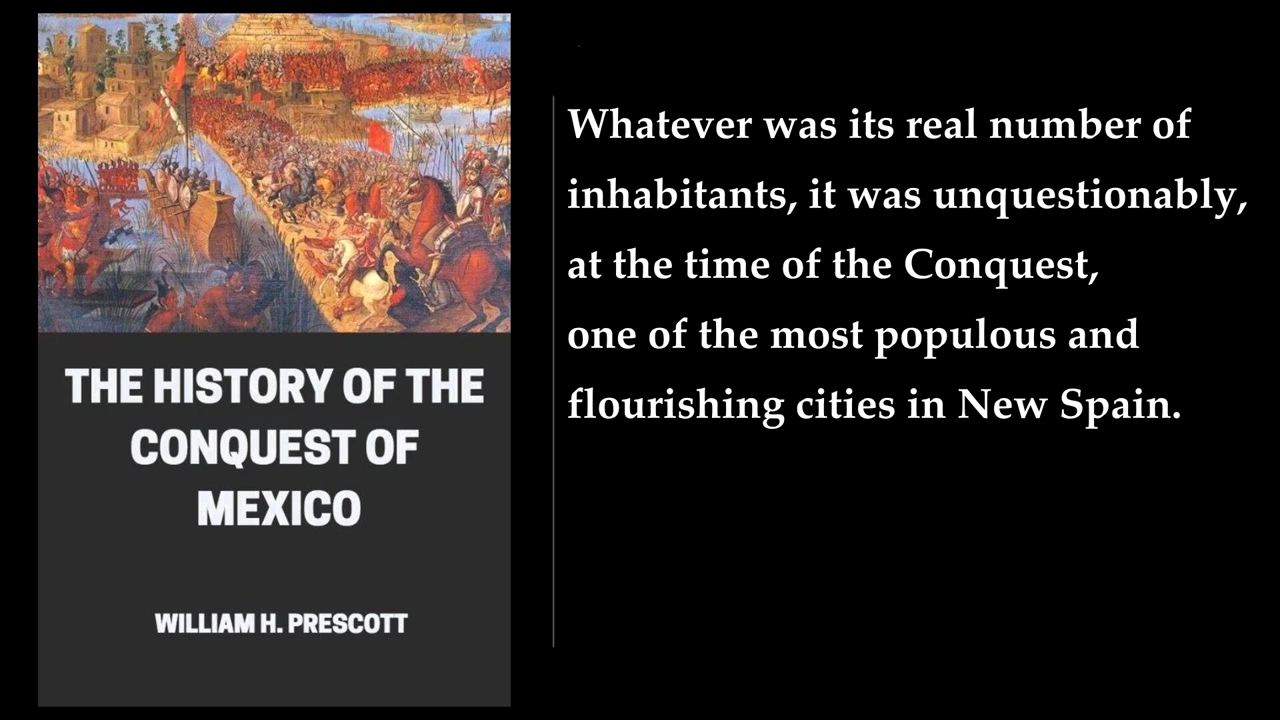 THE HISTORY OF THE
CONQUEST OF
MEXICO
WILLIAM H. PRESCOTT
Whatever was its real number of
inhabitants, it was unquestionably,
at the time of the Conquest,
one of the most populous and
flourishing cities in New Spain.